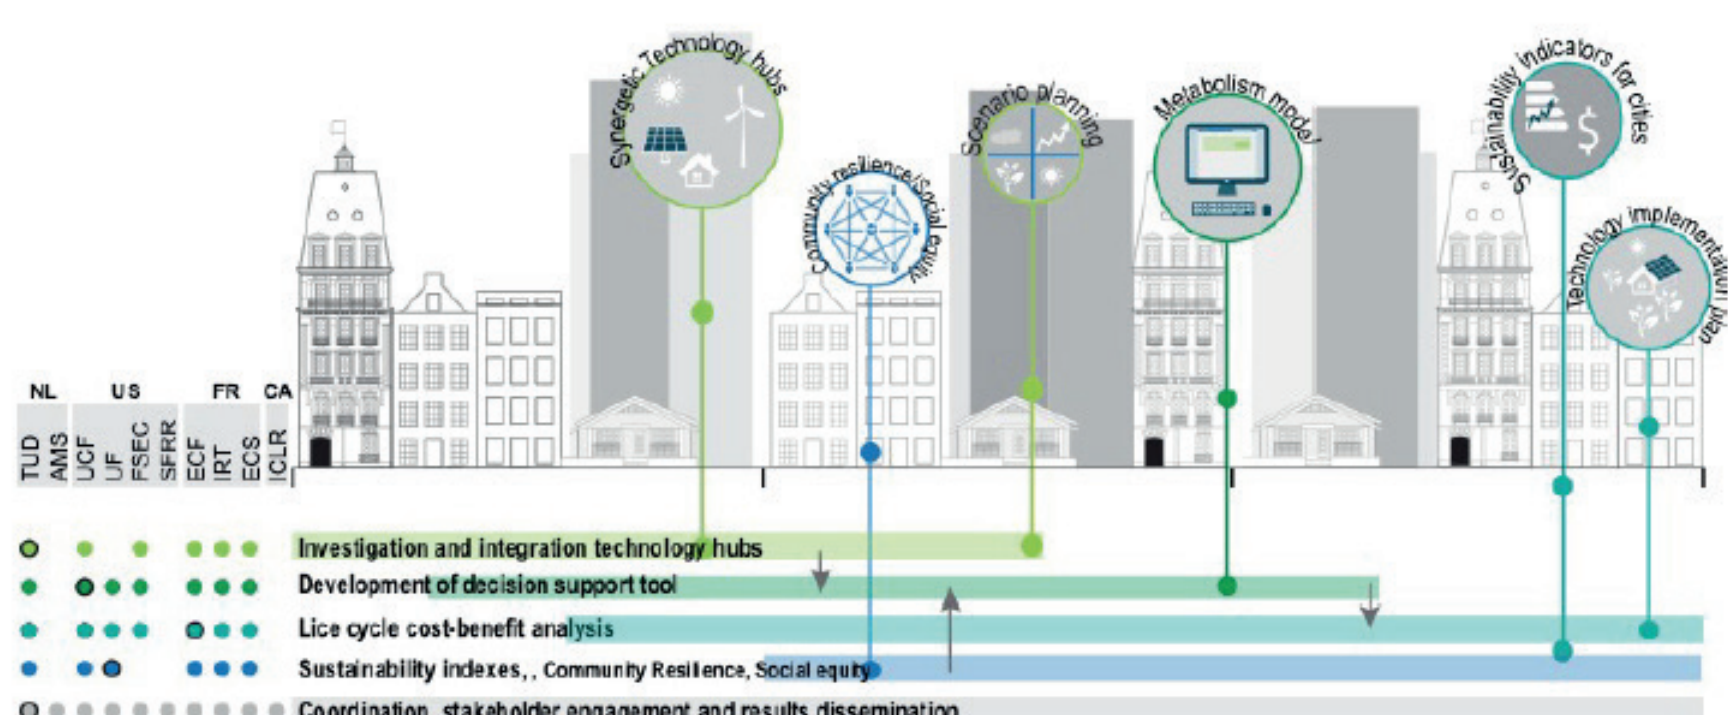 Synergetic Technology hubs
Community resilience/Social equity
Scenario planning
Metabolism model
Sustainability indicators for cities
Technology implementation plan
NL US FR CA
TUD AMS UCF UF FSEC SFRR ECF IRT ECS ICLR
Investigation and integration technology hubs
Development of decision support tool
Lice cycle cost-benefit analysis
Sustainability indexes, , Community Resilience, Social equity
Coordination, stakeholder engagement and results dissemination